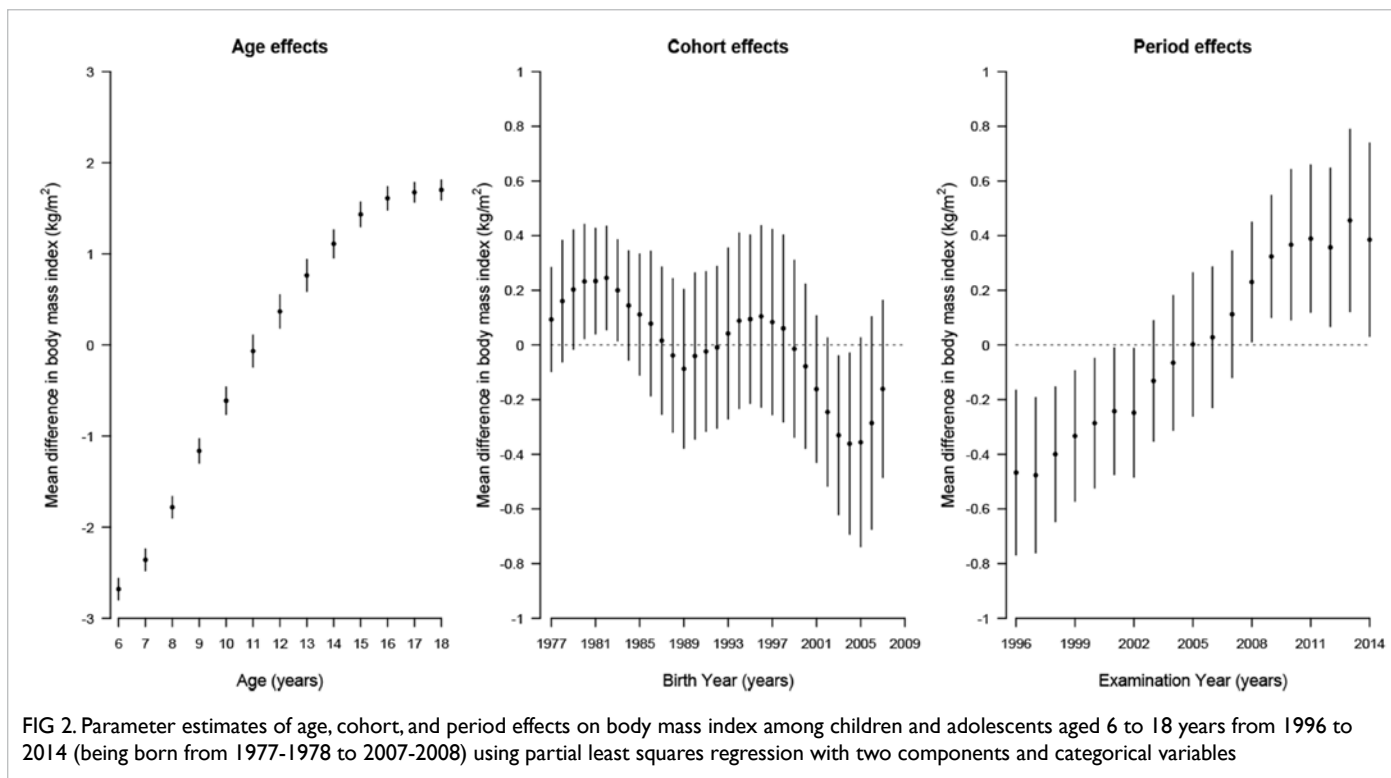 Age effects
Mean difference in body mass index (kg/m²)
3
2
1
0
-1
-2
-3
6 7 8 9 10 11 12 13 14 15 16 17 18
Age (years)
Cohort effects
Mean difference in body mass index (kg/m²)
1
0.8
0.6
0.4
0.2
0
-0.2
-0.4
-0.6
-0.8
-1
1977 1981 1985 1989 1993 1997 2001 2005 2009
Birth Year (years)
Period effects
Mean difference in body mass index (kg/m²)
1
0.8
0.6
0.4
0.2
0
-0.2
-0.4
-0.6
-0.8
-1
1996 1999 2002 2005 2008 2011 2014
Examination Year (years)
FIG 2. Parameter estimates of age, cohort, and period effects on body mass index among children and adolescents aged 6 to 18 years from 1996 to
2014 (being born from 1977-1978 to 2007-2008) using partial least squares regression with two components and categorical variables